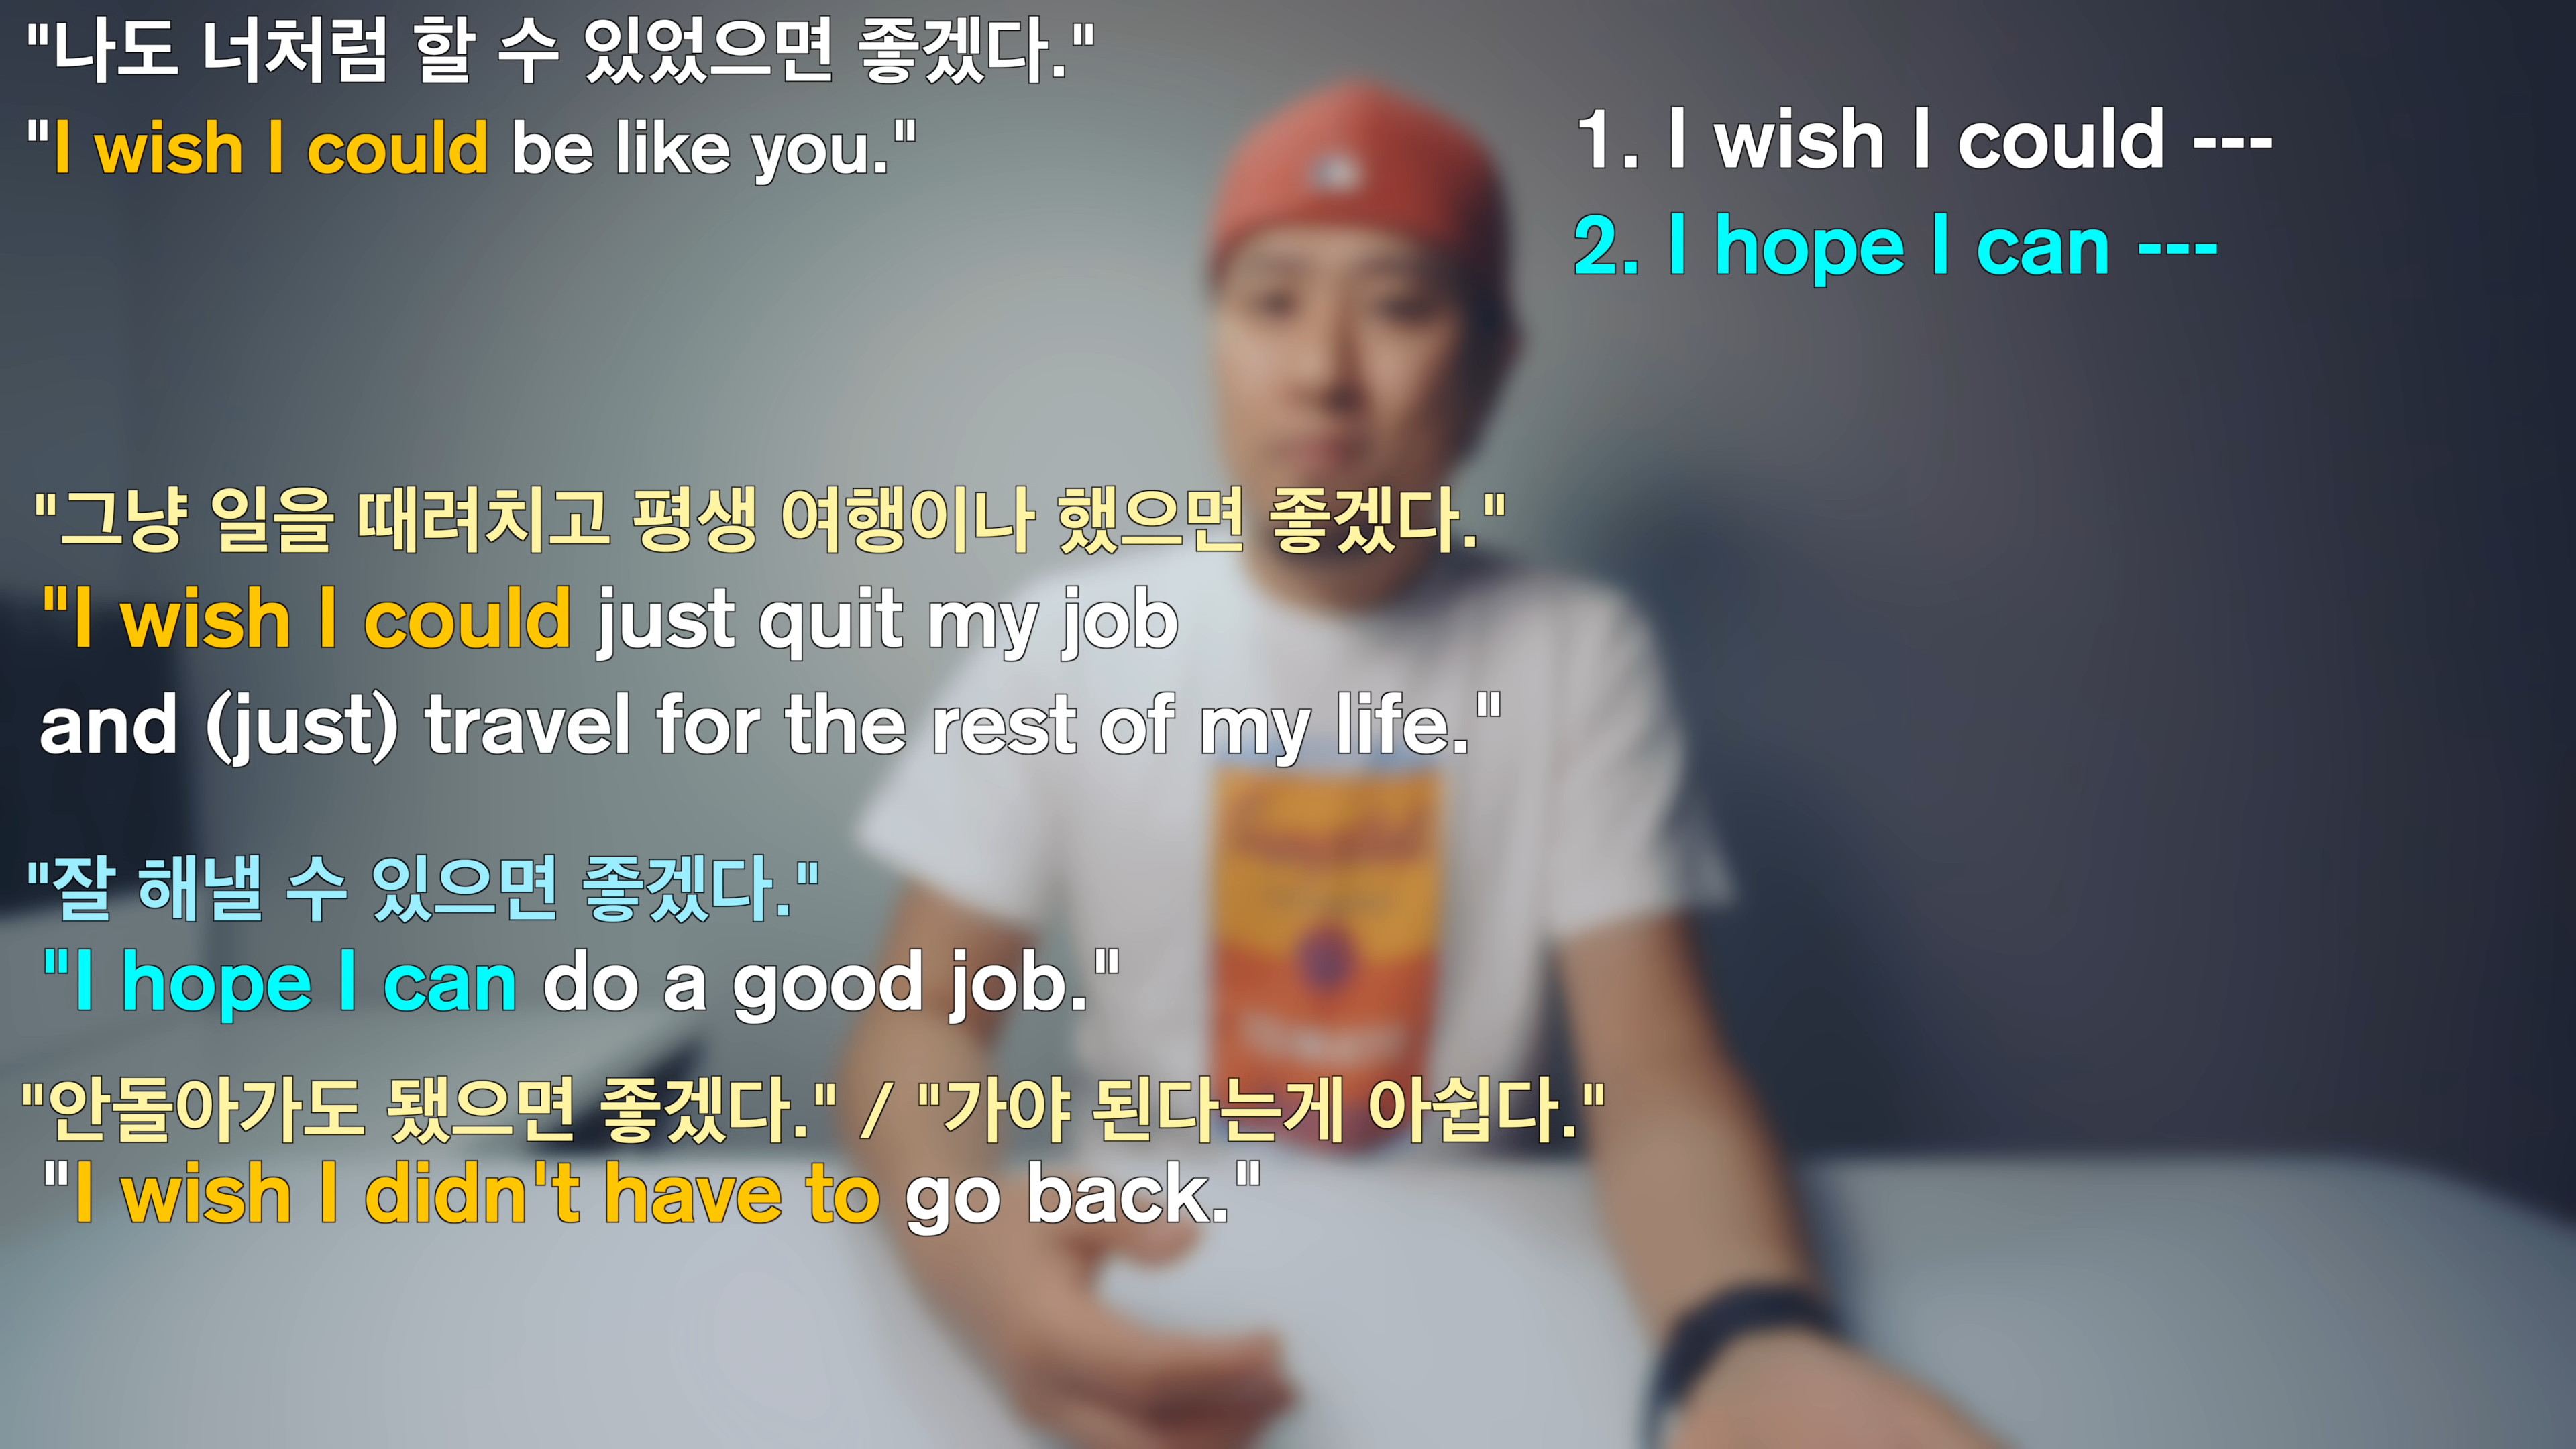 "나도 너처럼 할 수 있었으면 좋겠다."
"I wish I could be like you."
1. I wish I could ---
2. I hope I can ---
"그냥 일을 때려치고 평생 여행이나 했으면 좋겠다."
"I wish I could just quit my job
and (just) travel for the rest of my life."
"잘 해낼 수 있으면 좋겠다."
"I hope I can do a good job."
"안돌아가도 됐으면 좋겠다." / "가야 된다는게 아쉽다."
"I wish I didn't have to go back."